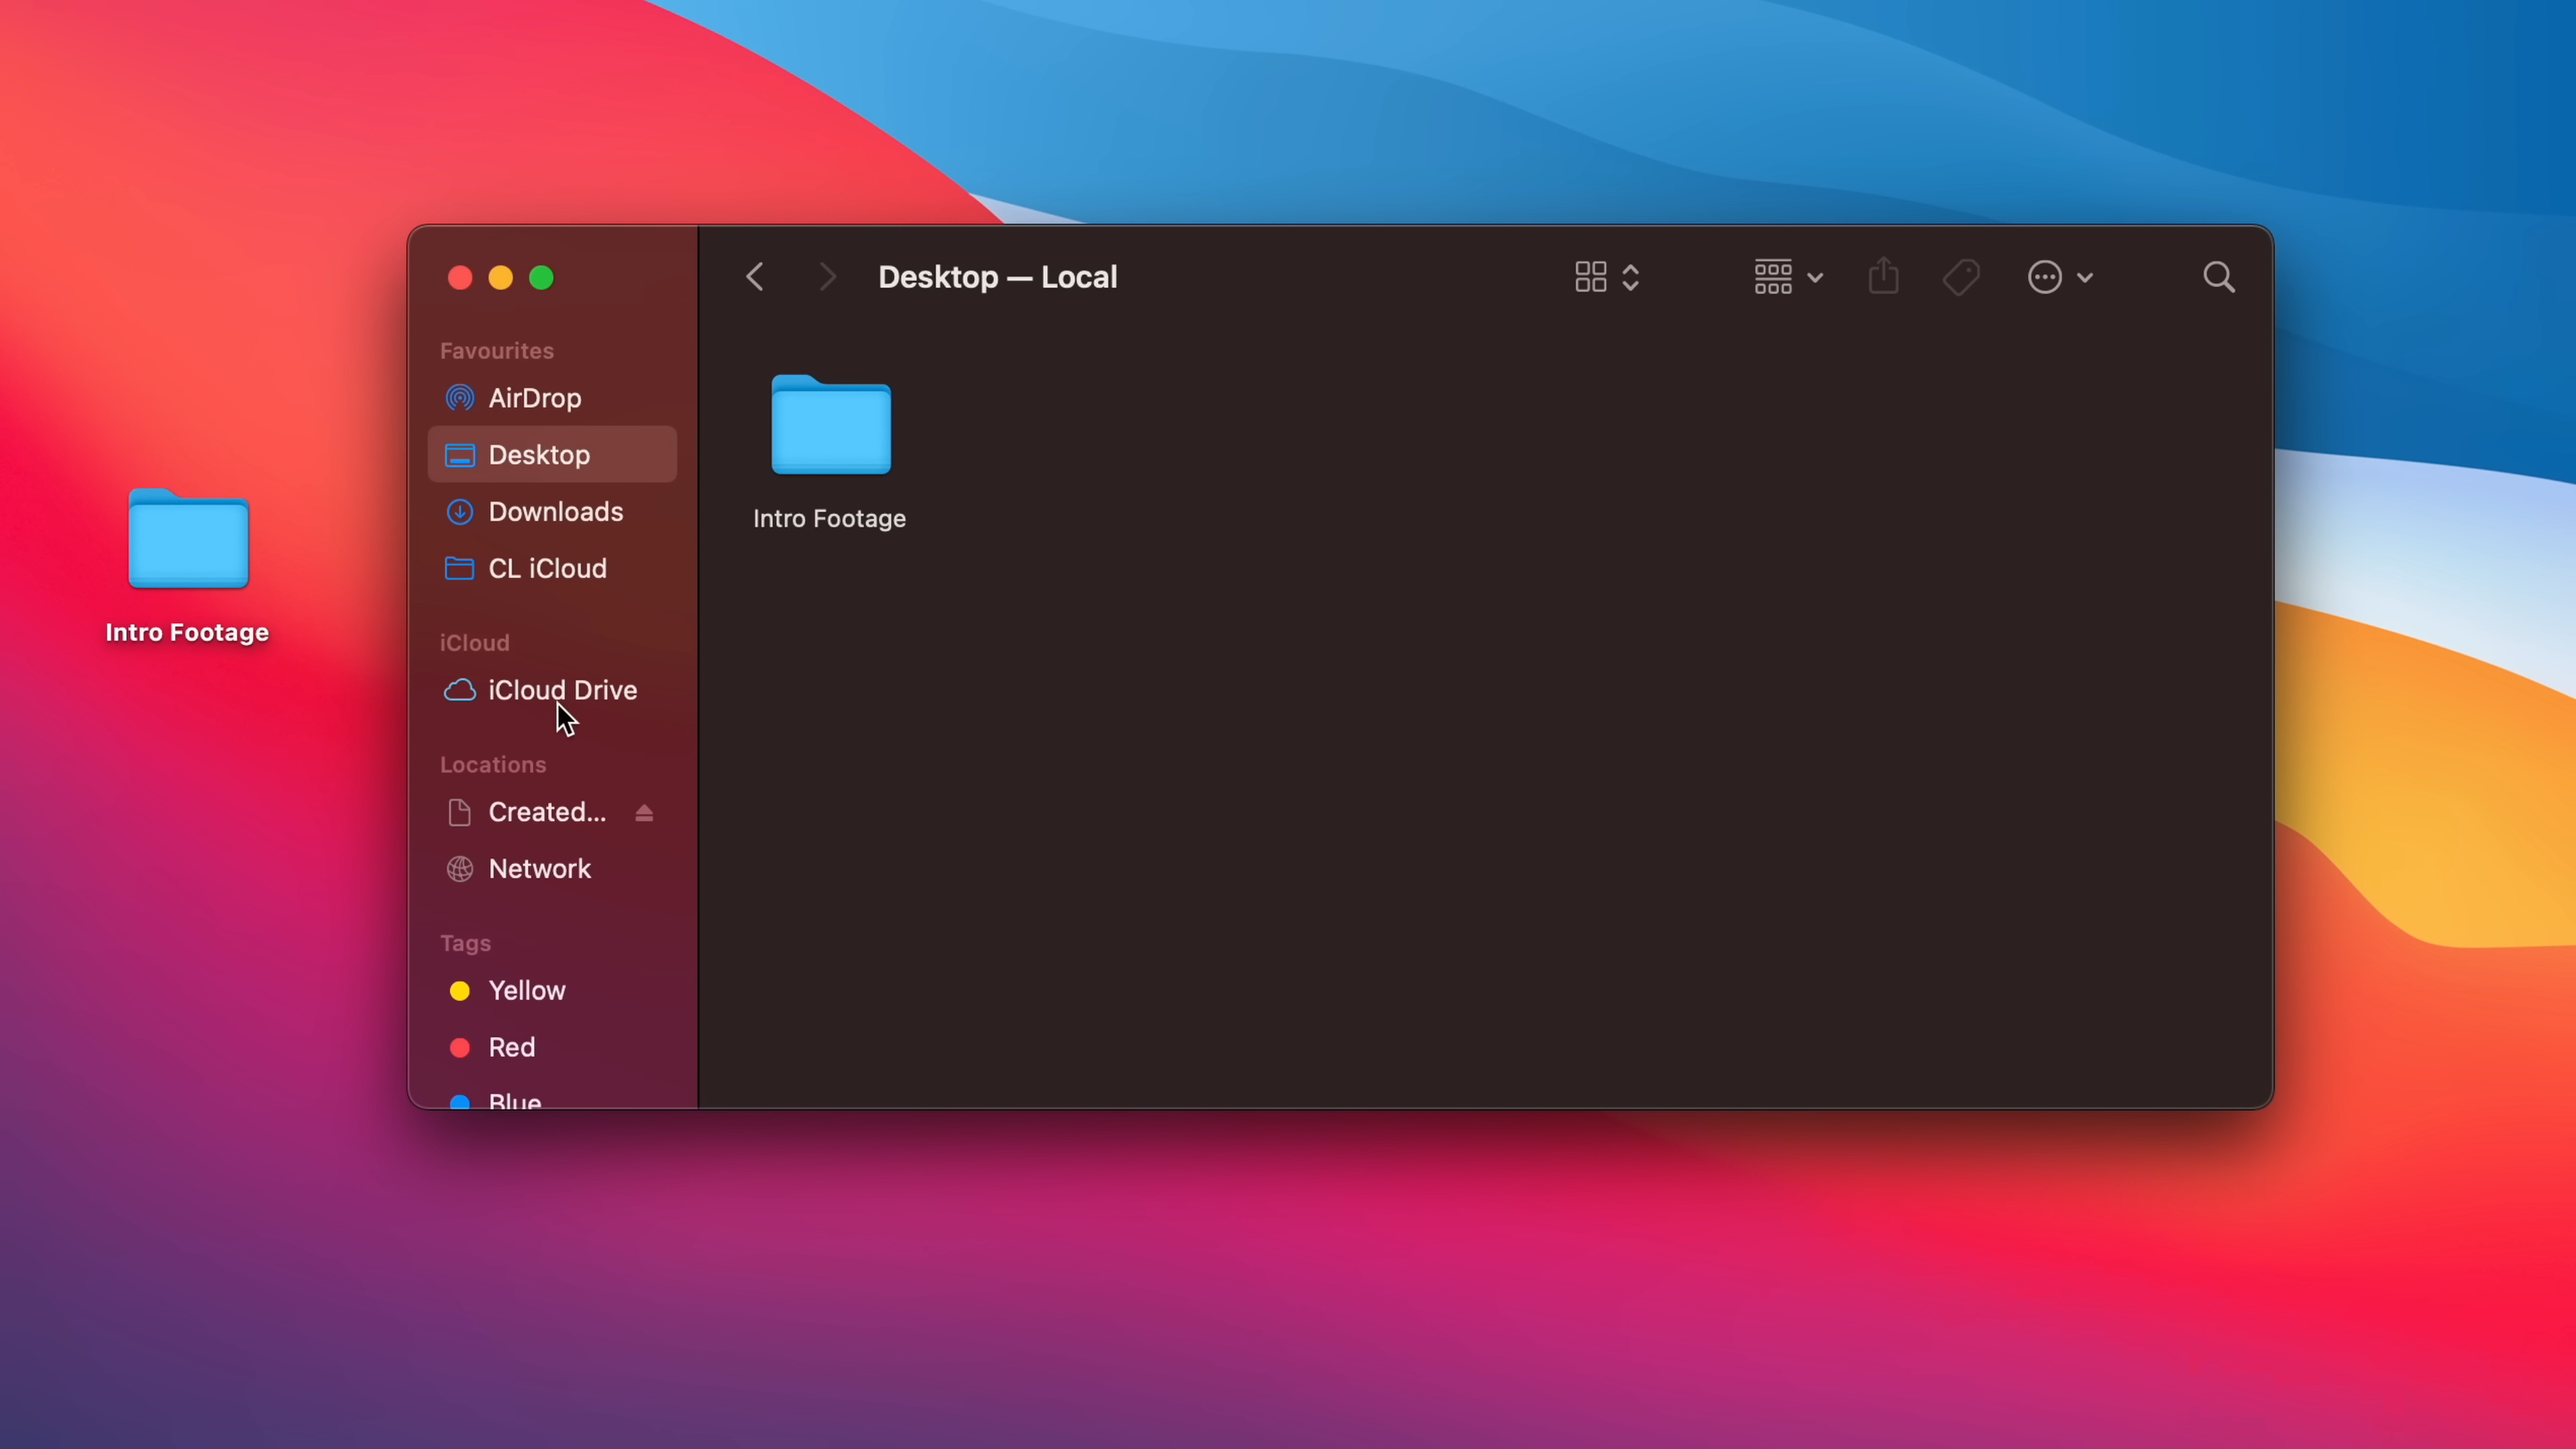 Desktop — Local
Favourites
AirDrop
Desktop
Downloads
CL iCloud
iCloud
iCloud Drive
Locations
Created...
Network
Tags
Yellow
Red
Blue
Intro Footage
Intro Footage